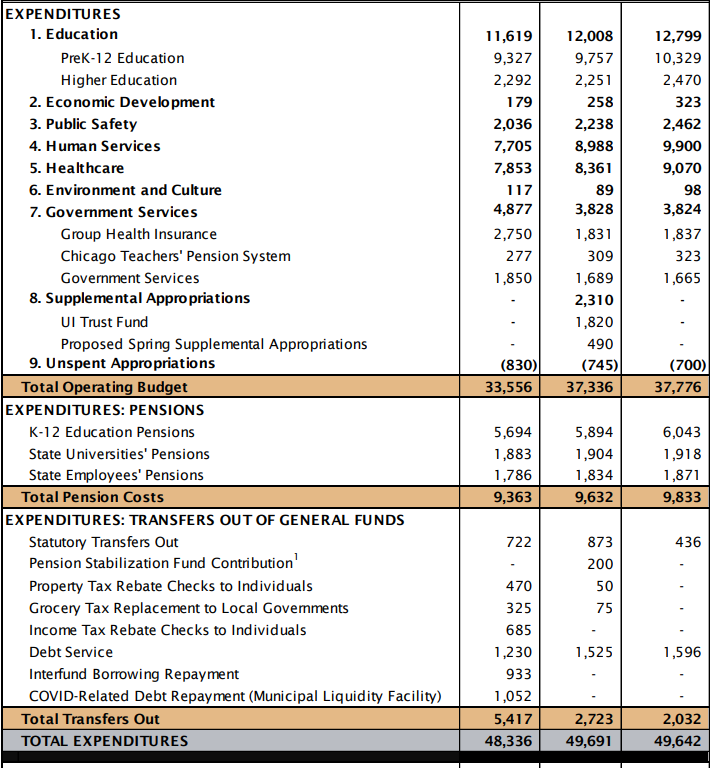 EXPENDITURES
1. Education 11,619 12,008 12,799
PreK-12 Education 9,327 9,757 10,329
Higher Education 2,292 2,251 2,470
2. Economic Development 179 258 323
3. Public Safety 2,036 2,238 2,462
4. Human Services 7,705 8,988 9,900
5. Healthcare 7,853 8,361 9,070
6. Environment and Culture 117 89 98
7. Government Services 4,877 3,828 3,824
Group Health Insurance 2,750 1,831 1,837
Chicago Teachers' Pension System 277 309 323
Government Services 1,850 1,689 1,665
8. Supplemental Appropriations - 2,310 -
UI Trust Fund - 1,820 -
Proposed Spring Supplemental Appropriations - 490 -
9. Unspent Appropriations (830) (745) (700)
Total Operating Budget 33,556 37,336 37,776
EXPENDITURES: PENSIONS
K-12 Education Pensions 5,694 5,894 6,043
State Universities' Pensions 1,883 1,904 1,918
State Employees' Pensions 1,786 1,834 1,871
Total Pension Costs 9,363 9,632 9,833
EXPENDITURES: TRANSFERS OUT OF GENERAL FUNDS
Statutory Transfers Out 722 873 436
Pension Stabilization Fund Contribution¹ - 200 -
Property Tax Rebate Checks to Individuals 470 50 -
Grocery Tax Replacement to Local Governments 325 75 -
Income Tax Rebate Checks to Individuals 685 - -
Debt Service 1,230 1,525 1,596
Interfund Borrowing Repayment 933 - -
COVID-Related Debt Repayment (Municipal Liquidity Facility) 1,052 - -
Total Transfers Out 5,417 2,723 2,032
TOTAL EXPENDITURES 48,336 49,691 49,642